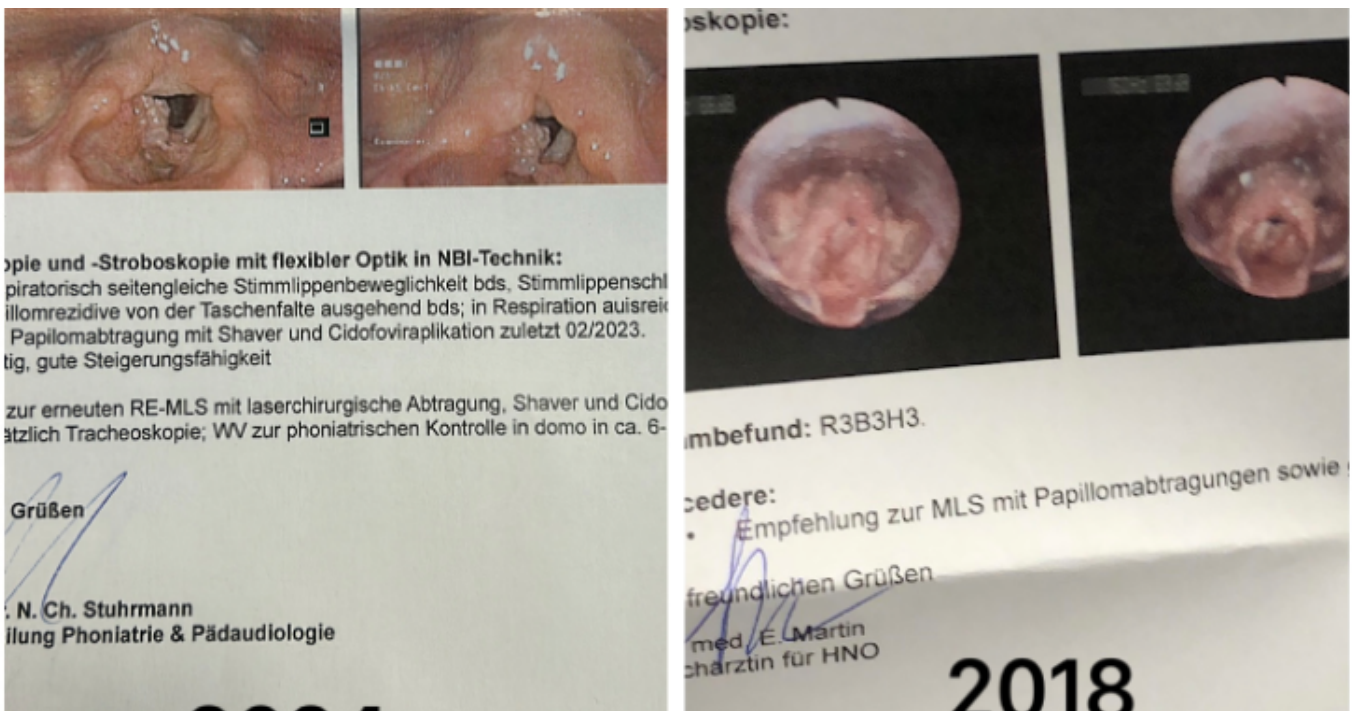 opie und -Stroboskopie mit flexibler Optik in NBI-Technik:
piratorisch seitengleiche Stimmlippenbeweglichkeit bds, Stimmlippenschl
illomrezidive von der Taschenfalte ausgehend bds; in Respiration auisreic
Papilomabtragung mit Shaver und Cidofoviraplikation zuletzt 02/2023.
tig, gute Steigerungsfähigkeit
zur erneuten RE-MLS mit laserchirurgische Abtragung, Shaver und Cido
ätzlich Tracheoskopie; WV zur phoniatrischen Kontrolle in domo in ca. 6-
Grüßen
. N. Ch. Stuhrmann
ilung Phoniatrie & Pädaudiologie
oskopie:
mbefund: R3B3H3.
cedere:
• Empfehlung zur MLS mit Papillomabtragungen sowie
freundlichen Grüßen
med. E. Martin
chärztin für HNO
2018